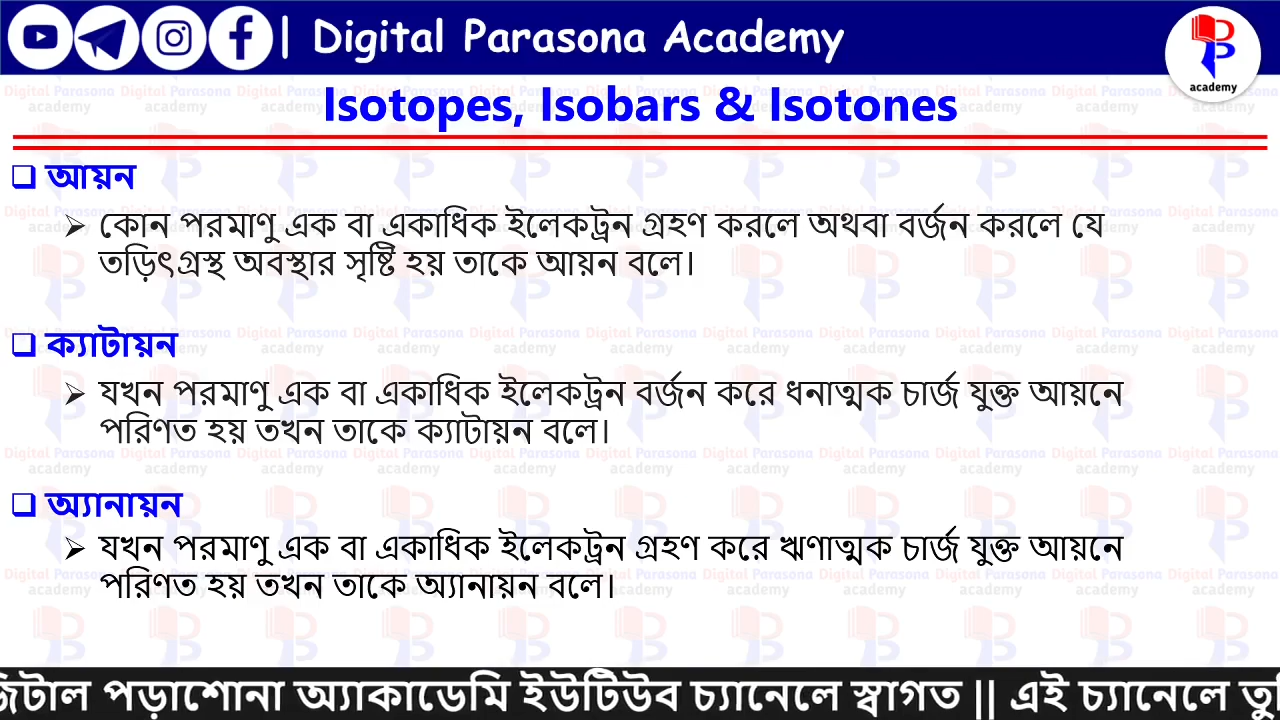 | Digital Parasona Academy
academy
Isotopes, Isobars & Isotones
আয়ন
কোন পরমাণু এক বা একাধিক ইলেকট্রন গ্রহণ করলে অথবা বর্জন করলে যে
তড়িৎগ্রস্থ অবস্থার সৃষ্টি হয় তাকে আয়ন বলে।
ক্যাটায়ন
যখন পরমাণু এক বা একাধিক ইলেকট্রন বর্জন করে ধনাত্মক চার্জ যুক্ত আয়নে
পরিণত হয় তখন তাকে ক্যাটায়ন বলে।
অ্যানায়ন
যখন পরমাণু এক বা একাধিক ইলেকট্রন গ্রহণ করে ঋণাত্মক চার্জ যুক্ত আয়নে
পরিণত হয় তখন তাকে অ্যানায়ন বলে।
পড়াশোনা অ্যাকাডেমি ইউটিউব চ্যানেলে স্বাগত || এই চ্যানেলে